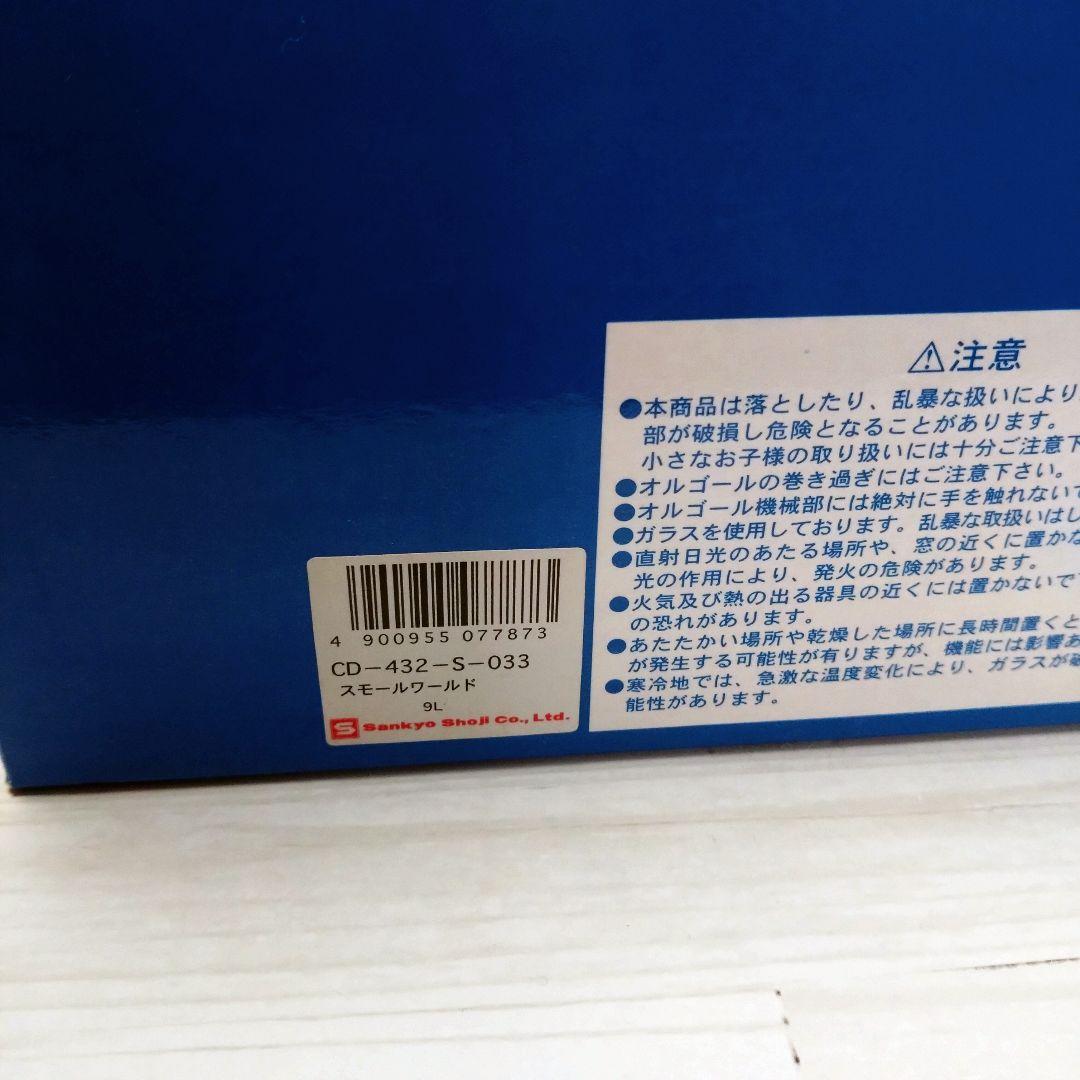 ⚠注意
●本商品は落としたり、乱暴な扱いにより
部が破損し危険となることがあります。
小さなお子様の取り扱いには十分ご注意下
●オルゴールの巻き過ぎにはご注意下さい。
●オルゴール機械部には絶対に手を触れないで
●ガラスを使用しております。乱暴な取扱いはし
●直射日光のあたる場所や、窓の近くに置かな
光の作用により、発火の危険があります。
●火気及び熱の出る器具の近くには置かないで
の恐れがあります。
●あたたかい場所や乾燥した場所に長時間置くと
が発生する可能性が有りますが、機能には影響あ
●寒冷地では、急激な温度変化により、ガラスが破
能性があります。
4 900955 077873
CD-432-S-033
スモールワールド
9L
S Sankyo Shoji Co., Ltd.